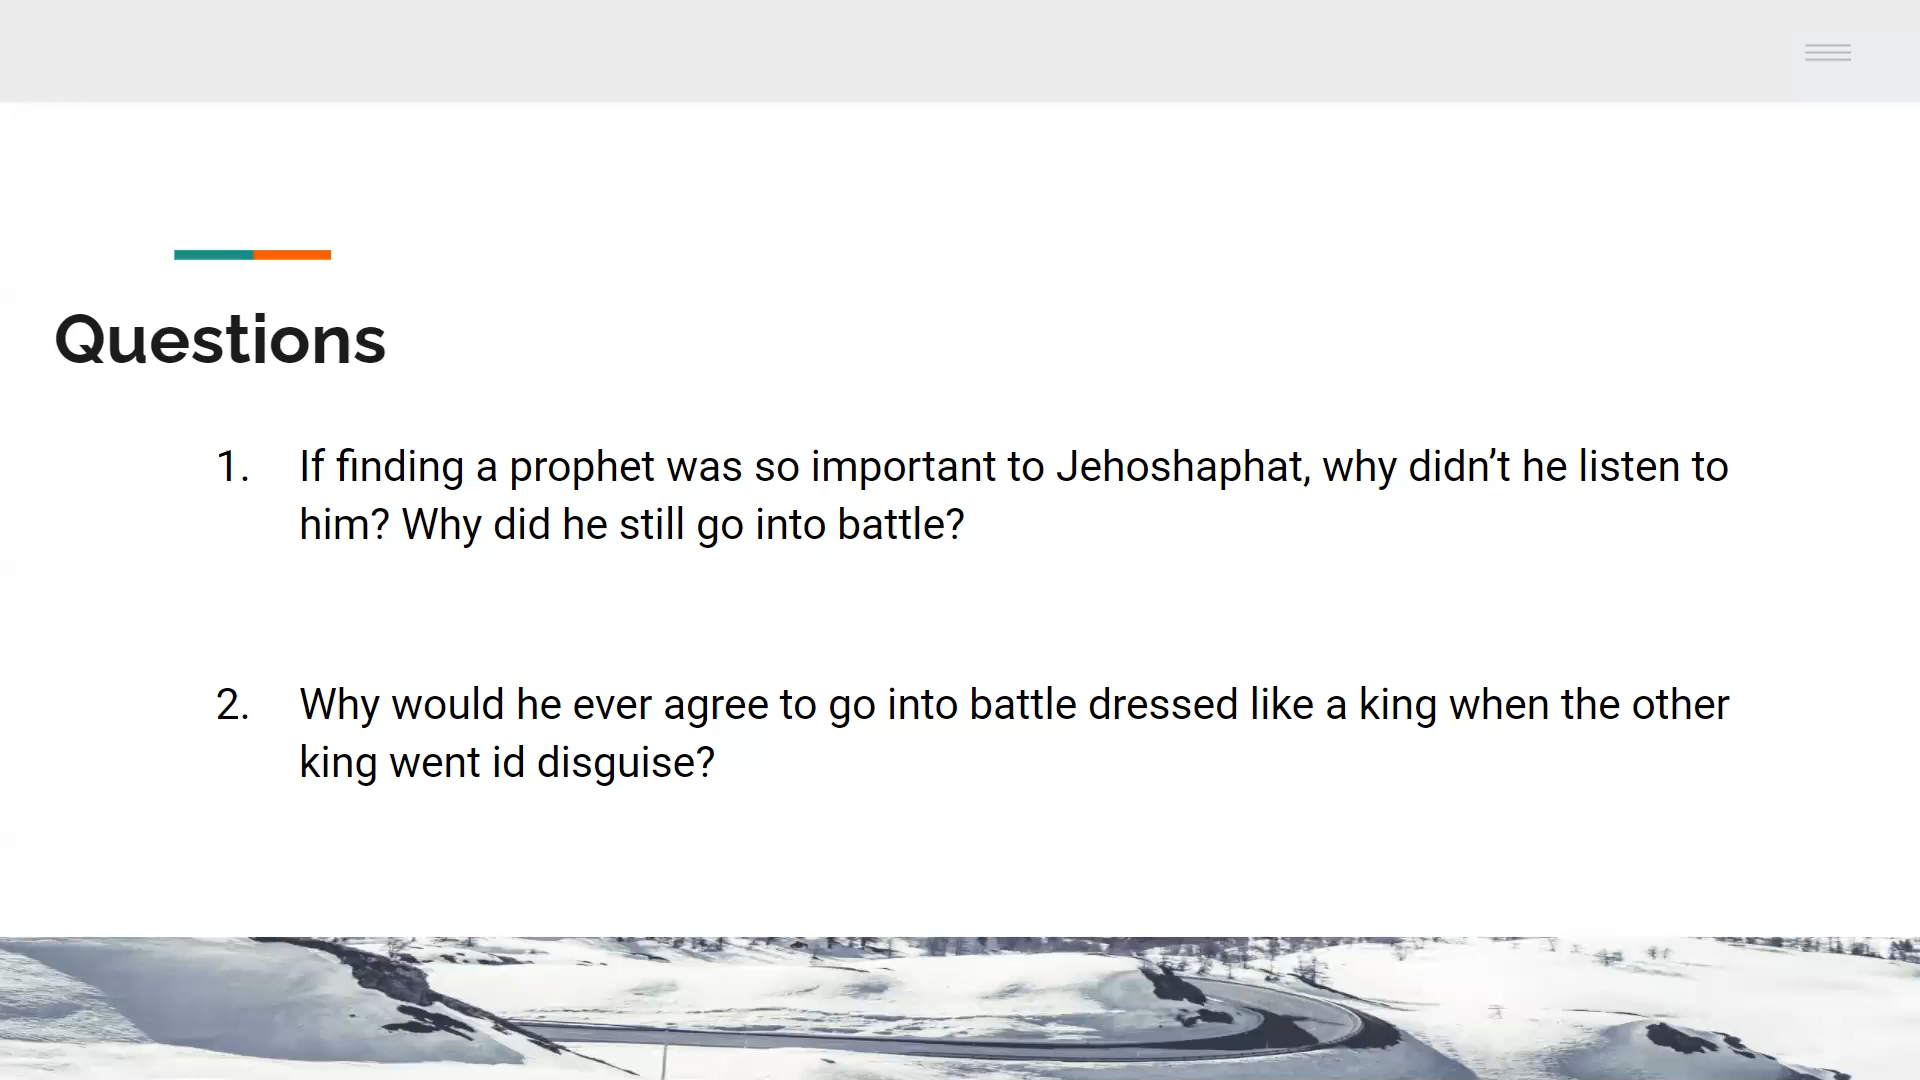 Questions
1. If finding a prophet was so important to Jehoshaphat, why didn’t he listen to
him? Why did he still go into battle?
2. Why would he ever agree to go into battle dressed like a king when the other
king went id disguise?